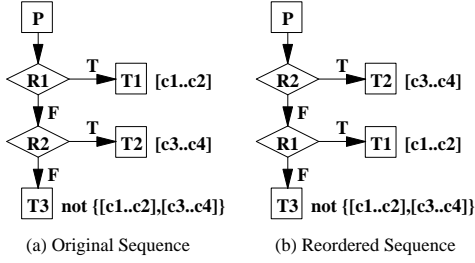 P P
R1 T T1 [c1..c2] R2 T T2 [c3..c4]
F F
R2 T T2 [c3..c4] R1 T T1 [c1..c2]
F F
T3 not {[c1..c2],[c3..c4]} T3 not {[c1..c2],[c3..c4]}
(a) Original Sequence (b) Reordered Sequence